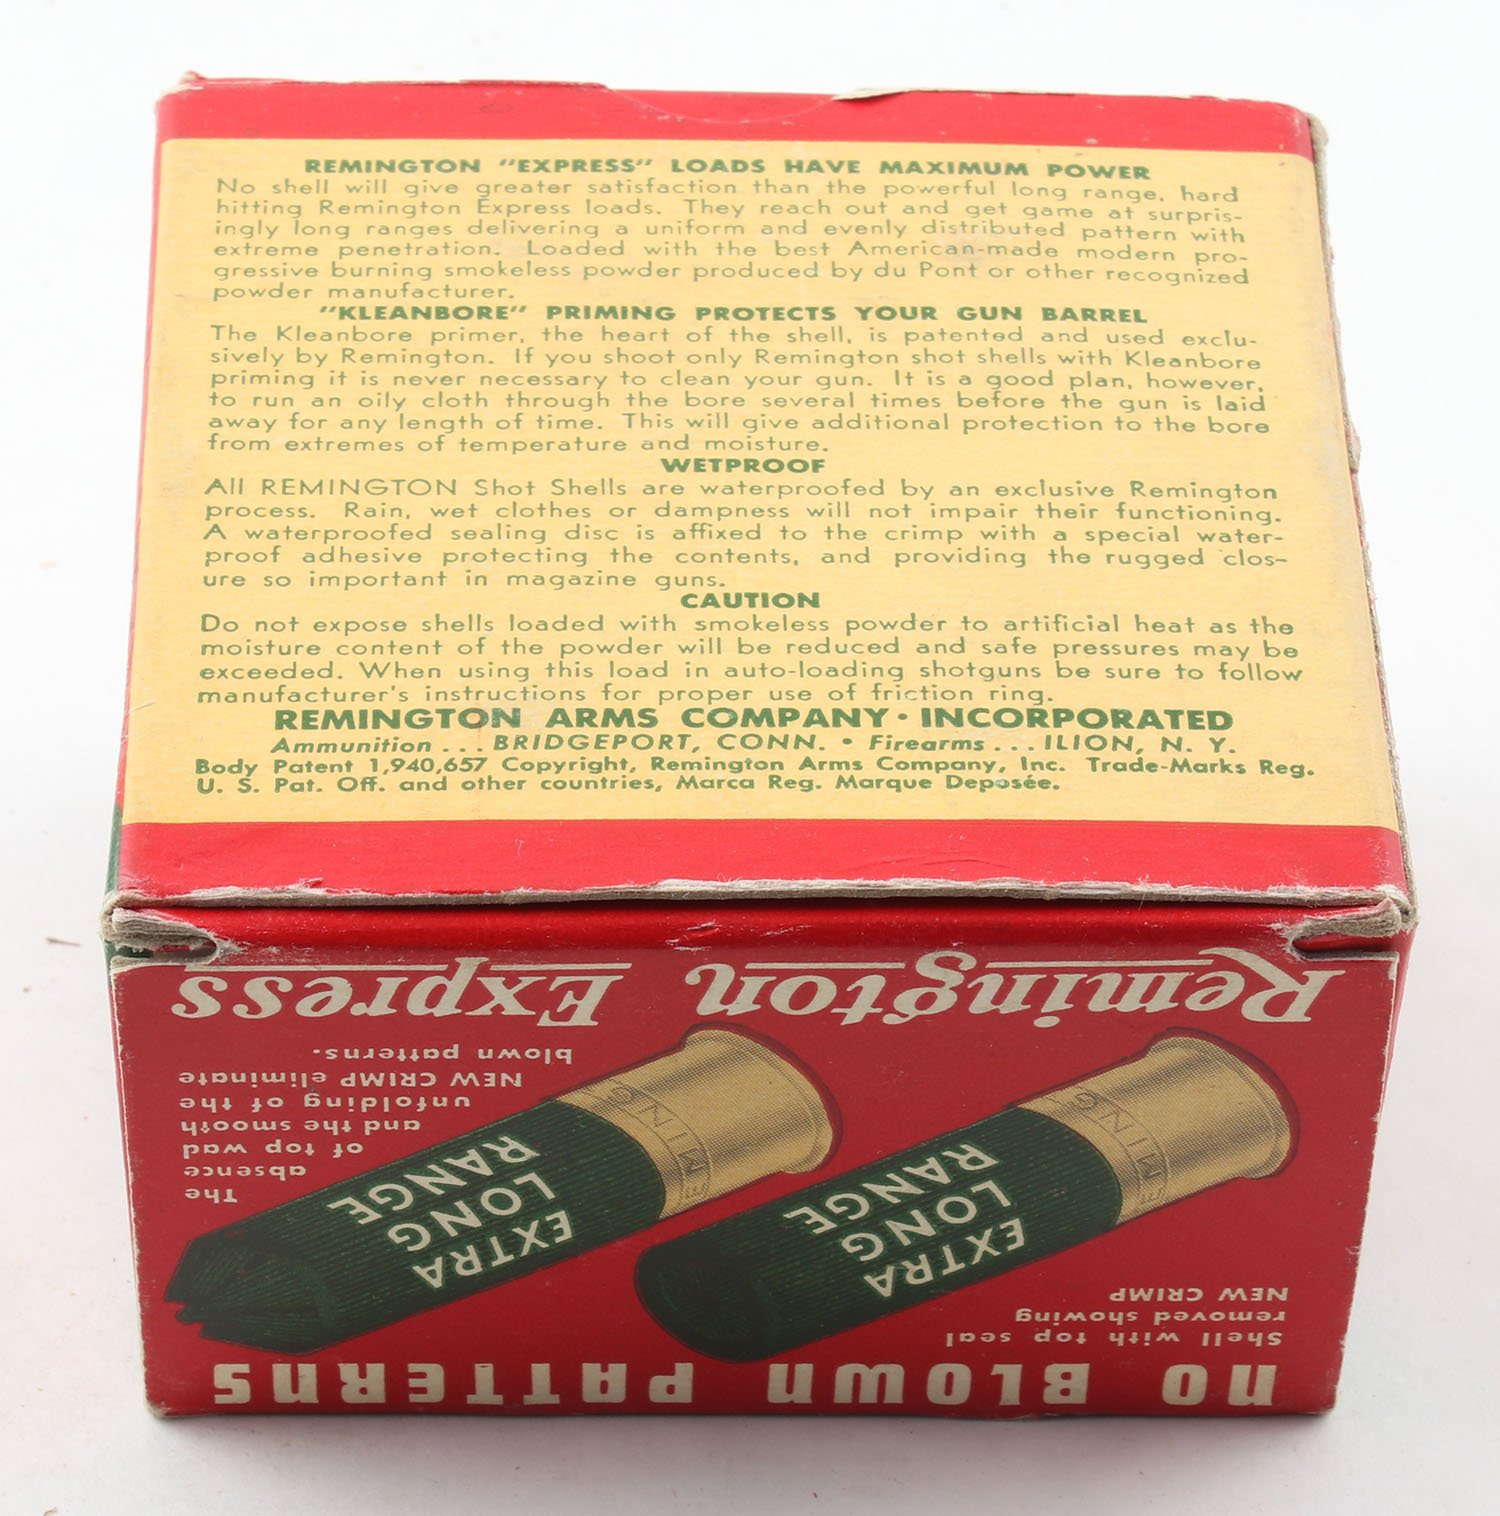 REMINGTON "EXPRESS" LOADS HAVE MAXIMUM POWER
No shell will give greater satisfaction than the powerful long range, hard
hitting Remington Express loads. They reach out and get game at surpris-
ingly long ranges delivering a uniform and evenly distributed pattern with
extreme penetration. Loaded with the best American-made modern pro-
gressive burning smokeless powder produced by du Pont or other recognized
powder manufacturer.
"KLEANBORE" PRIMING PROTECTS YOUR GUN BARREL
The Kleanbore primer, the heart of the shell, is patented and used exclu-
sively by Remington. If you shoot only Remington shot shells with Kleanbore
priming it is never necessary to clean your gun. It is a good plan, however,
to run an oily cloth through the bore several times before the gun is laid
away for any length of time. This will give additional protection to the bore
from extremes of temperature and moisture.
WETPROOF
All REMINGTON Shot Shells are waterproofed by an exclusive Remington
process. Rain, wet clothes or dampness will not impair their functioning.
A waterproofed sealing disc is affixed to the crimp with a special water-
proof adhesive protecting the contents, and providing the rugged clos-
ure so important in magazine guns.
CAUTION
Do not expose shells loaded with smokeless powder to artificial heat as the
moisture content of the powder will be reduced and safe pressures may be
exceeded. When using this load in auto-loading shotguns be sure to follow
manufacturer's instructions for proper use of friction ring.
REMINGTON ARMS COMPANY · INCORPORATED
Ammunition ... BRIDGEPORT, CONN. • Firearms ... ILION, N. Y.
Body Patent 1,940,657 Copyright, Remington Arms Company, Inc. Trade-Marks Reg.
U. S. Pat. Off. and other countries, Marca Reg. Marque Deposée.
NO BLOWN PATTERNS
Shell with top seal
removed showing
NEW CRIMP
EXTRA
LONG
RANGE
EXTRA
LONG
RANGE
The
absence
of top wad
and the smooth
unfolding of the
NEW CRIMP eliminate
blown patterns.
Remington Express